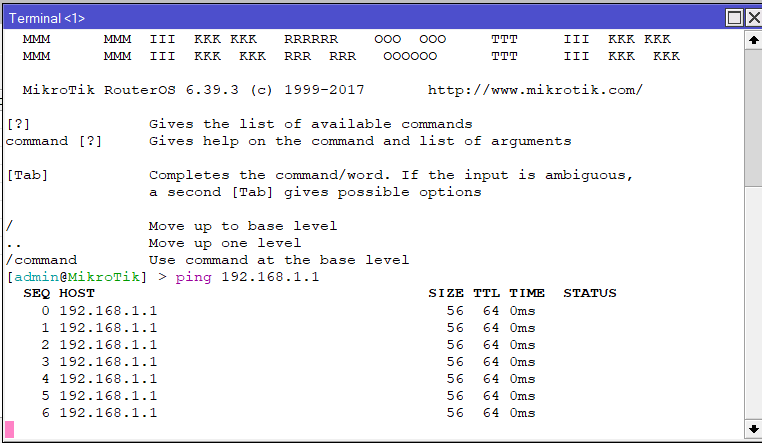 Terminal <1>
MMM MMM III KKK KKK RRRRRR OOO OOO TTT III KKK KKK
MMM MMM III KKK KKK RRR RRR OOOOOO TTT III KKK KKK
MikroTik RouterOS 6.39.3 (c) 1999-2017 http://www.mikrotik.com/
[?] Gives the list of available commands
command [?] Gives help on the command and list of arguments
[Tab] Completes the command/word. If the input is ambiguous,
a second [Tab] gives possible options
/ Move up to base level
.. Move up one level
/command Use command at the base level
[admin@MikroTik] > ping 192.168.1.1
SEQ HOST SIZE TTL TIME STATUS
0 192.168.1.1 56 64 0ms
1 192.168.1.1 56 64 0ms
2 192.168.1.1 56 64 0ms
3 192.168.1.1 56 64 0ms
4 192.168.1.1 56 64 0ms
5 192.168.1.1 56 64 0ms
6 192.168.1.1 56 64 0ms